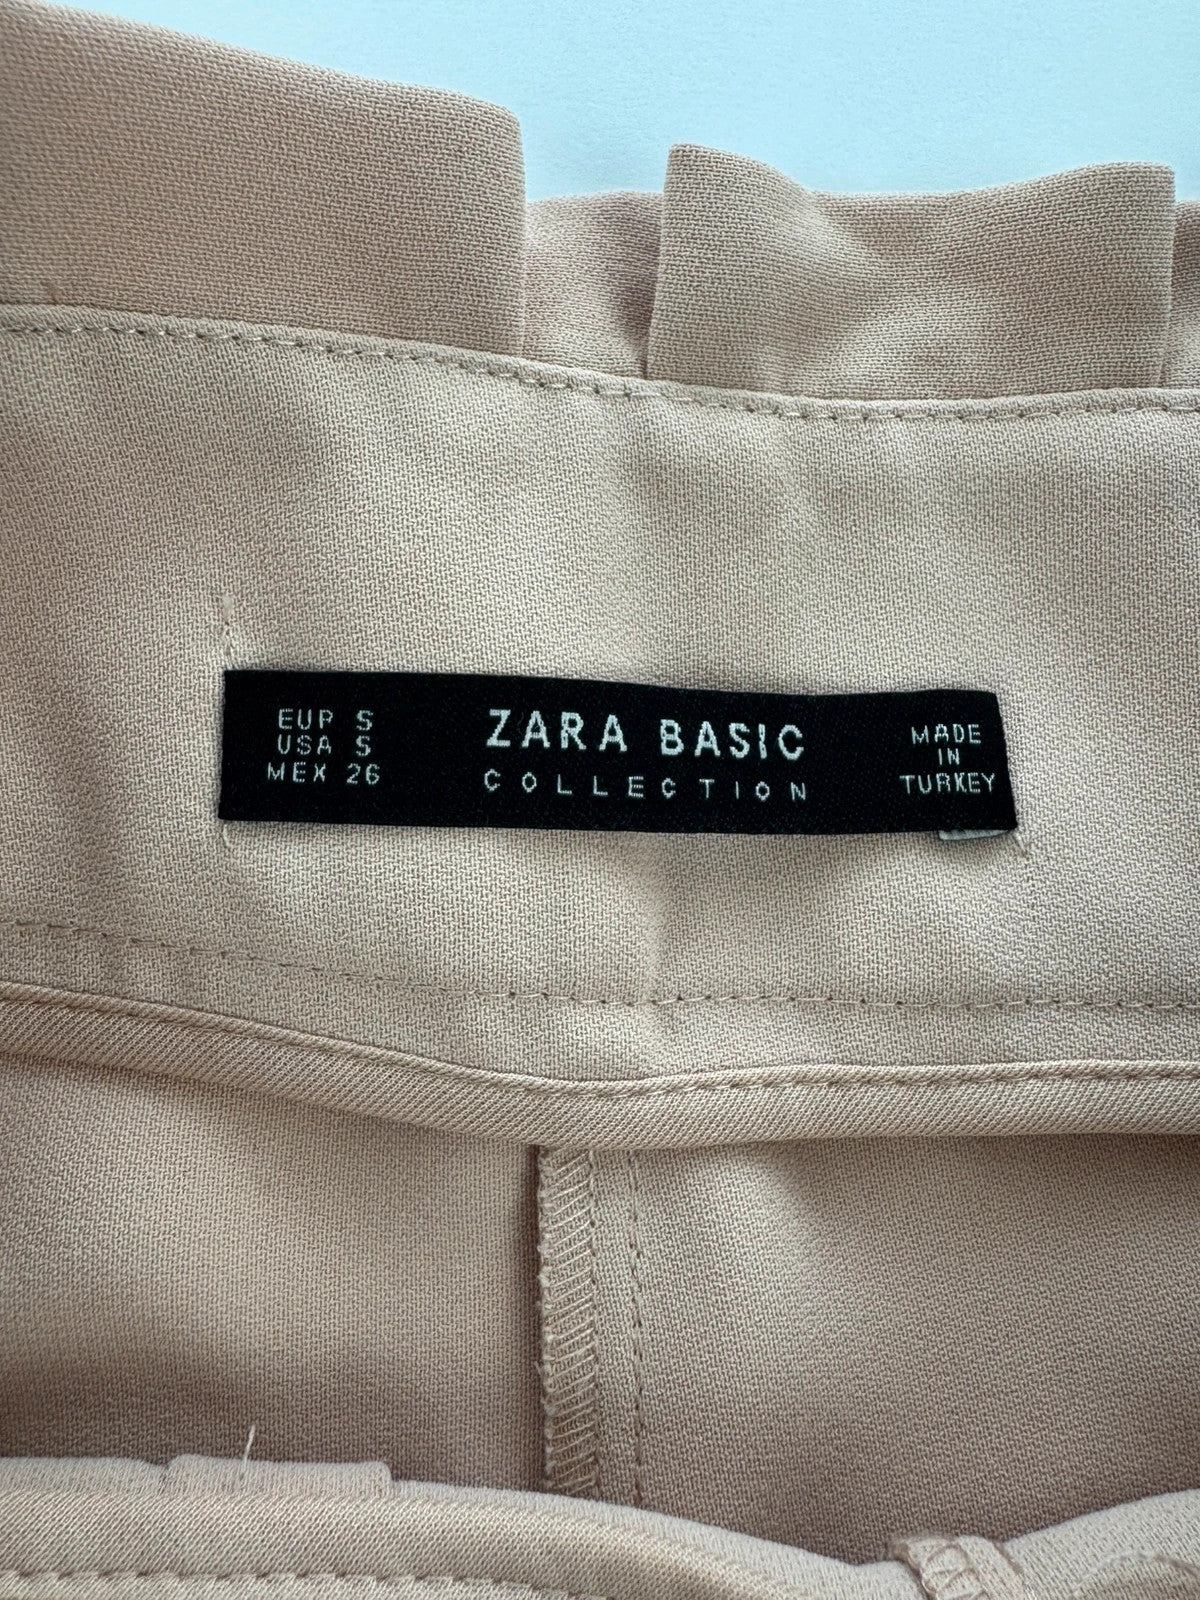 EUR S
USA S
MEX 26
ZARA BASIC
COLLECTION
MADE
IN
TURKEY